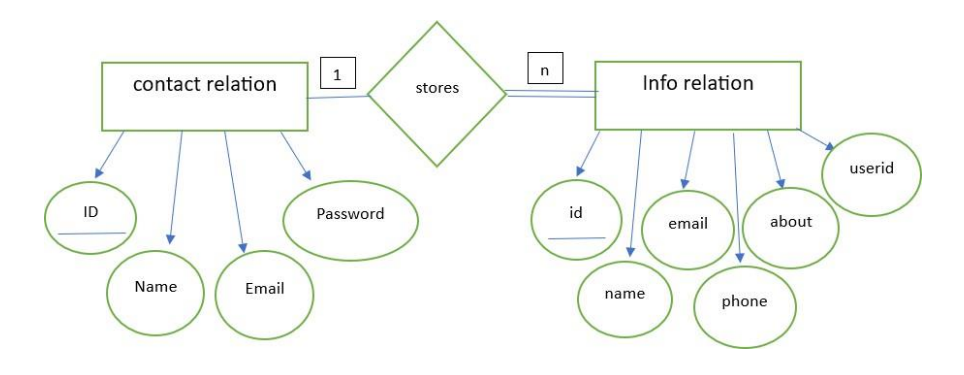 contact relation
1
stores
n
Info relation
ID
Name
Email
Password
id
name
email
phone
about
userid